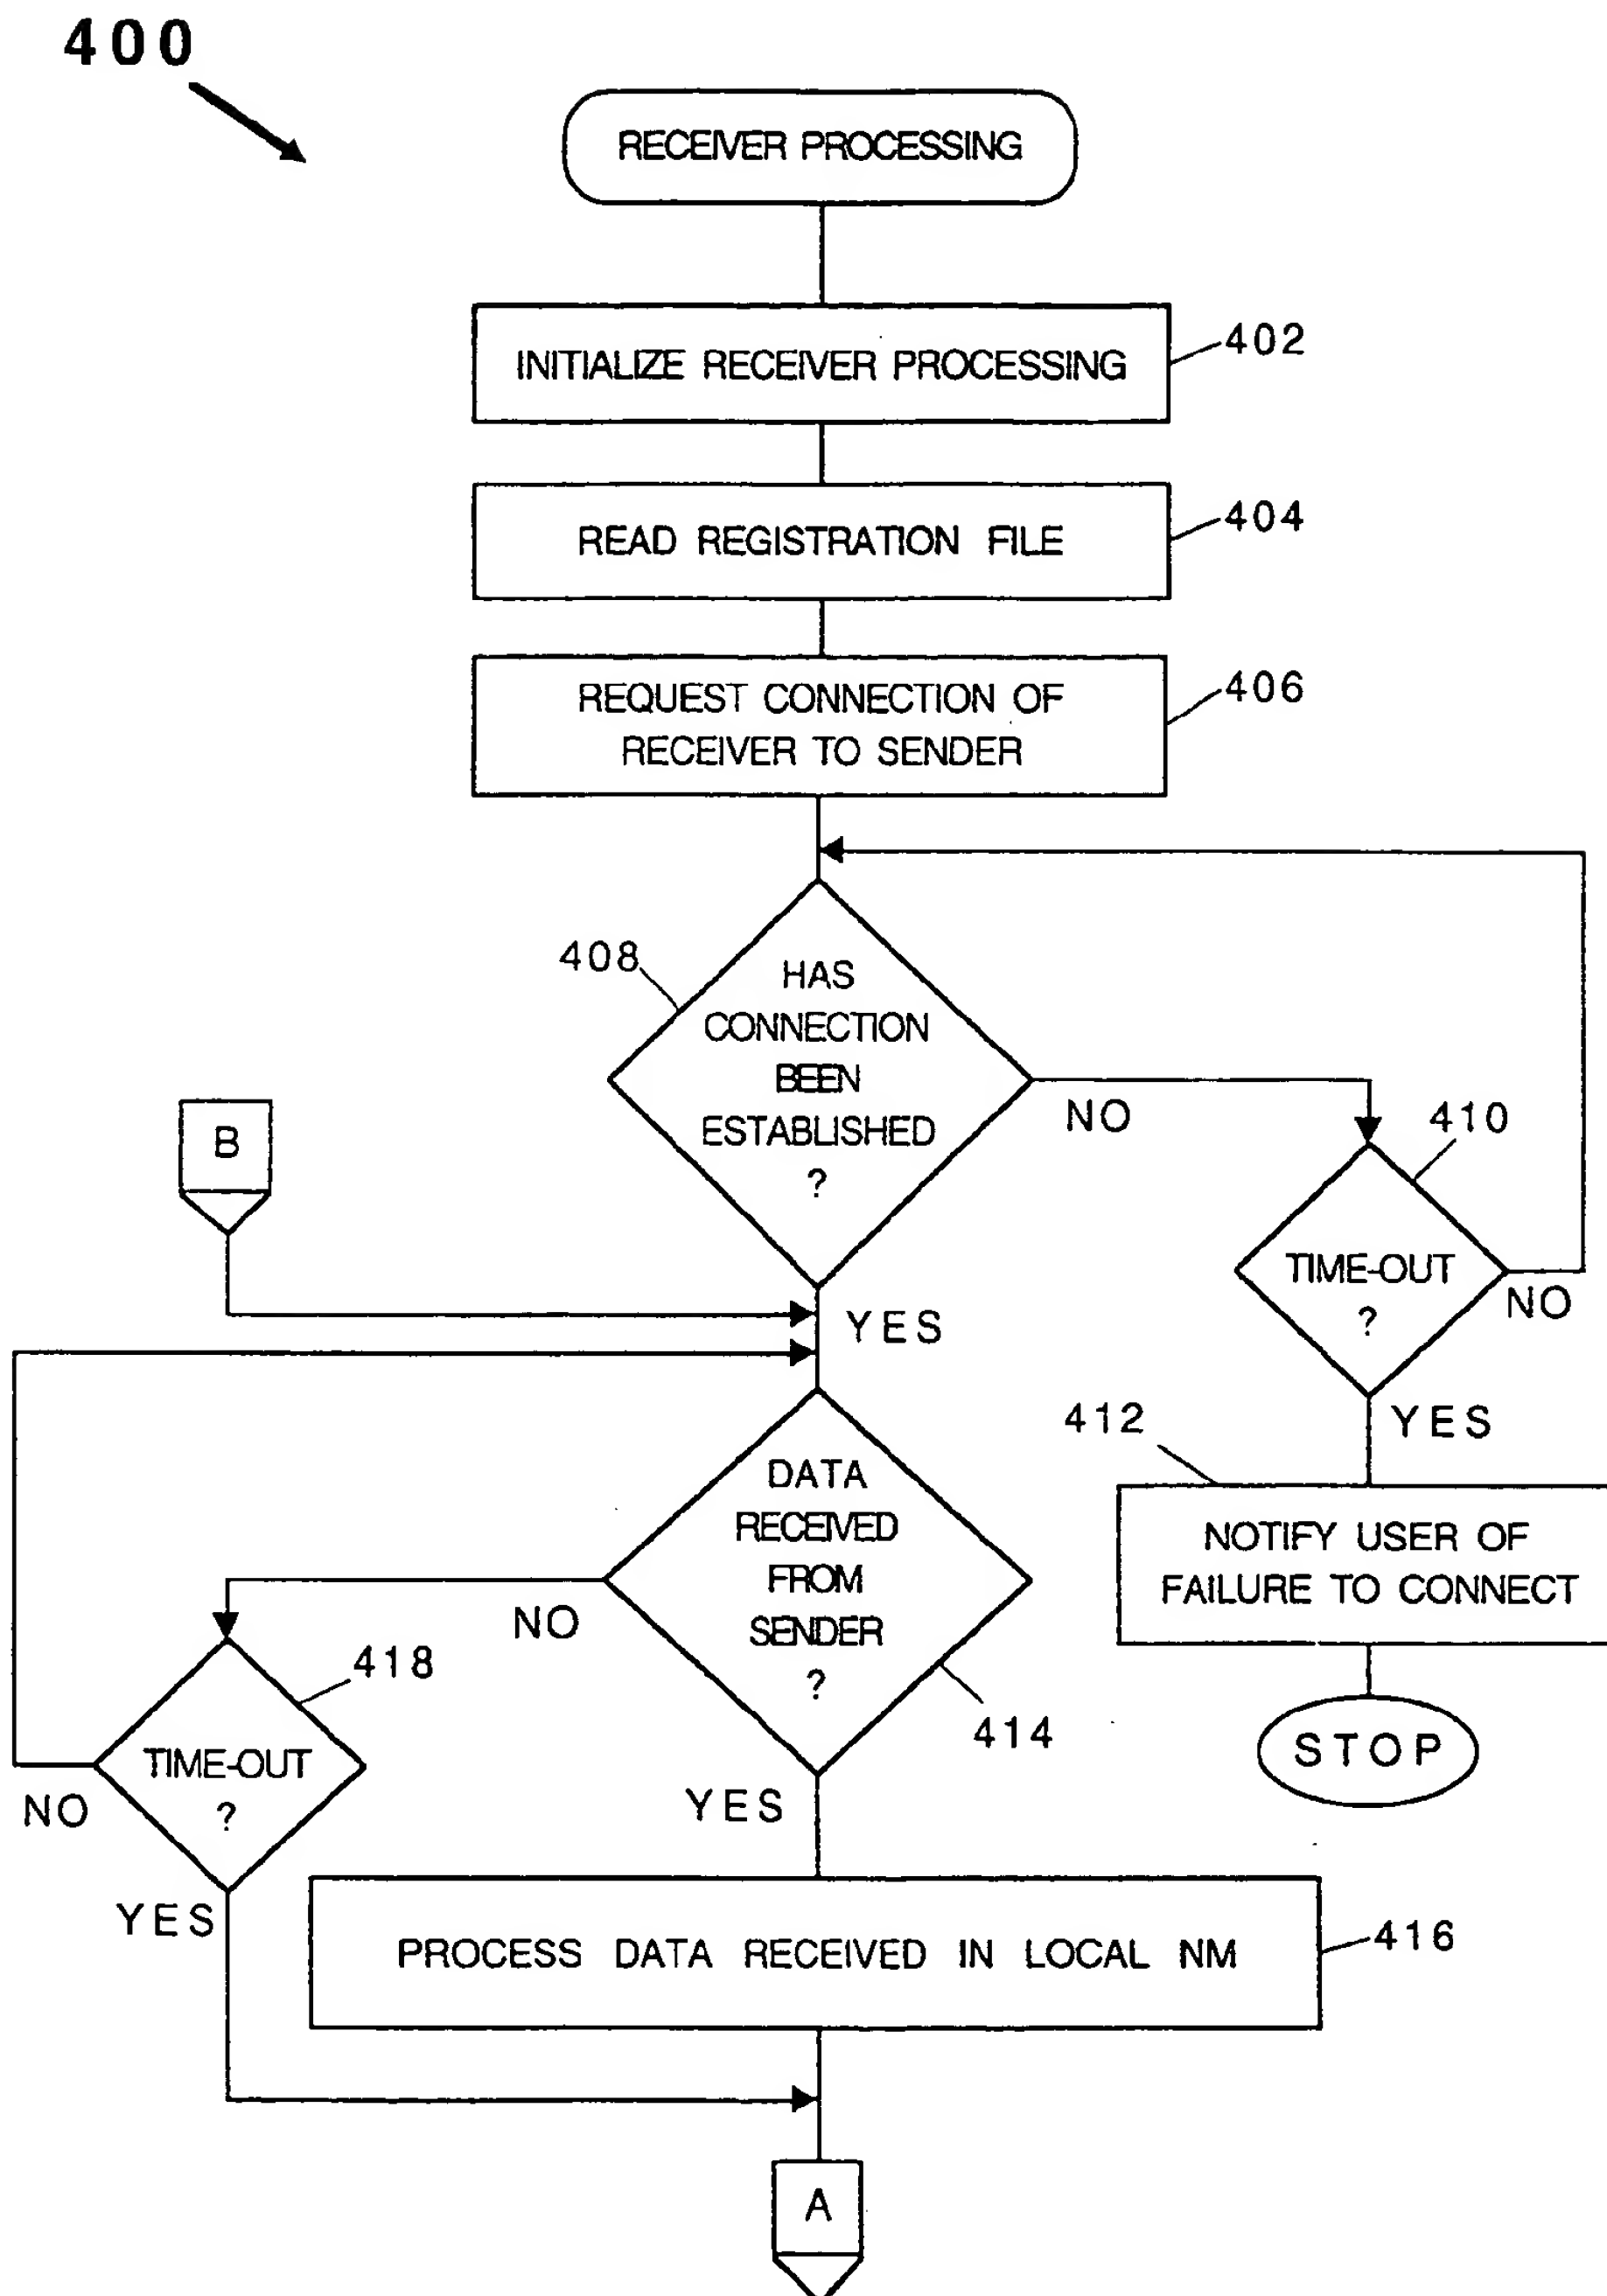 400
RECEIVER PROCESSING
INITIALIZE RECEIVER PROCESSING
402
READ REGISTRATION FILE
404
REQUEST CONNECTION OF
RECEIVER TO SENDER
406
408
HAS
CONNECTION
BEEN
ESTABLISHED
?
NO
410
B
TIME-OUT
?
NO
YES
YES
412
NOTIFY USER OF
FAILURE TO CONNECT
STOP
DATA
RECEIVED
FROM
SENDER
?
414
NO
418
TIME-OUT
?
NO
YES
YES
PROCESS DATA RECEIVED IN LOCAL NM
416
A